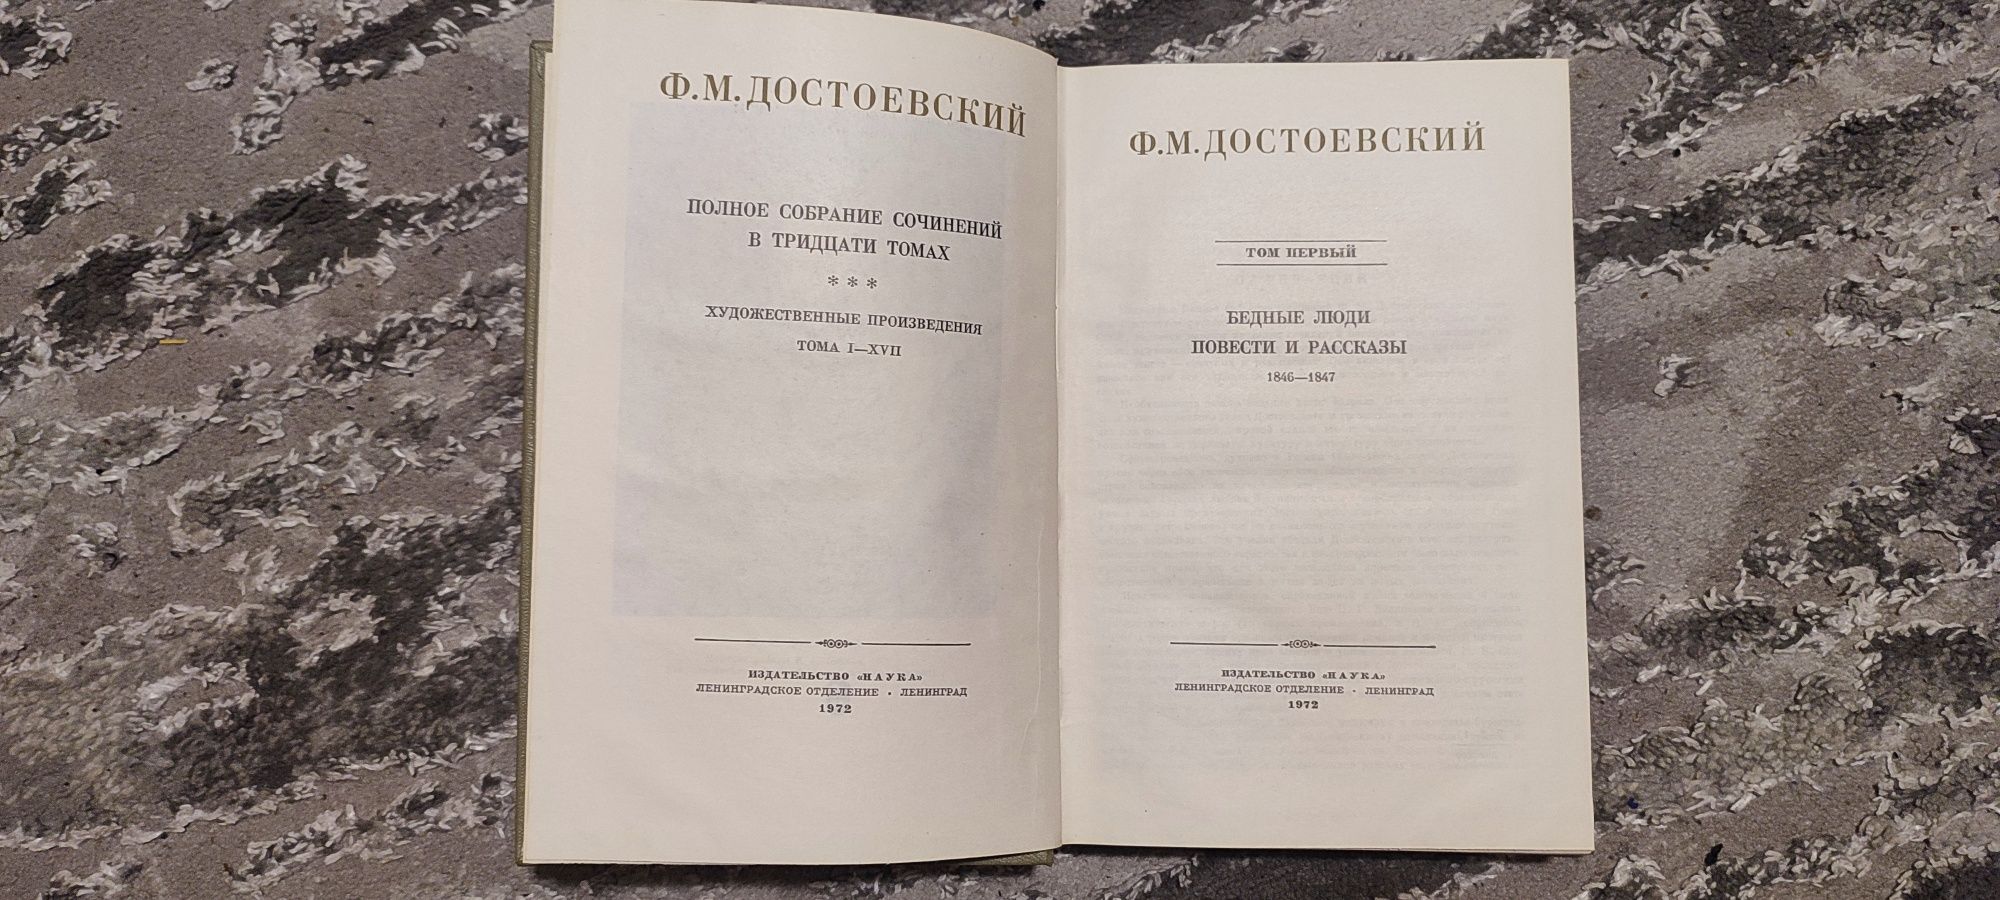 Ф.М.ДОСТОЕВСКИЙ
ПОЛНОЕ СОБРАНИЕ СОЧИНЕНИЙ
В ТРИДЦАТИ ТОМАХ
* * *
ХУДОЖЕСТВЕННЫЕ ПРОИЗВЕДЕНИЯ
ТОМА I—XVII
ИЗДАТЕЛЬСТВО «НАУКА»
ЛЕНИНГРАДСКОЕ ОТДЕЛЕНИЕ · ЛЕНИНГРАД
1972
Ф.М.ДОСТОЕВСКИЙ
ТОМ ПЕРВЫЙ
БЕДНЫЕ ЛЮДИ
ПОВЕСТИ И РАССКАЗЫ
1846—1847
ИЗДАТЕЛЬСТВО «НАУКА»
ЛЕНИНГРАДСКОЕ ОТДЕЛЕНИЕ · ЛЕНИНГРАД
1972